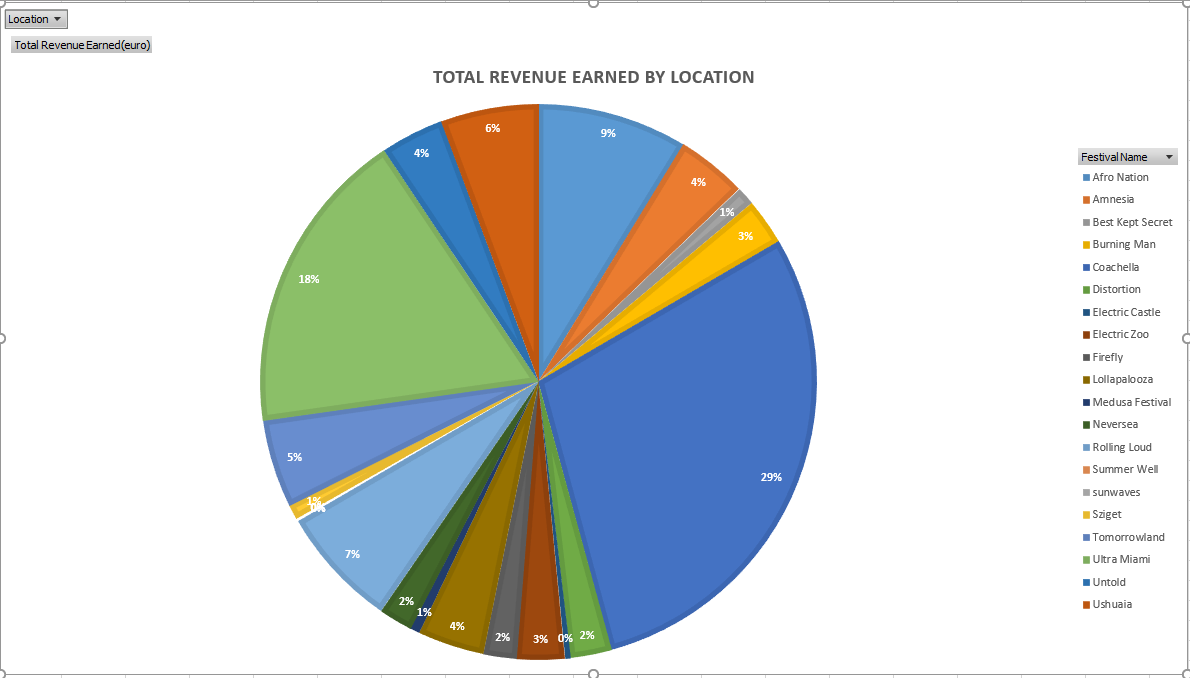 Location
Total Revenue Earned(euro)
TOTAL REVENUE EARNED BY LOCATION
9%
4%
1%
3%
29%
2%
0%
3%
2%
4%
1%
2%
7%
0%
1%
5%
18%
4%
6%
Festival Name
Afro Nation
Amnesia
Best Kept Secret
Burning Man
Coachella
Distortion
Electric Castle
Electric Zoo
Firefly
Lollapalooza
Medusa Festival
Neversea
Rolling Loud
Summer Well
sunwaves
Sziget
Tomorrowland
Ultra Miami
Untold
Ushuaia